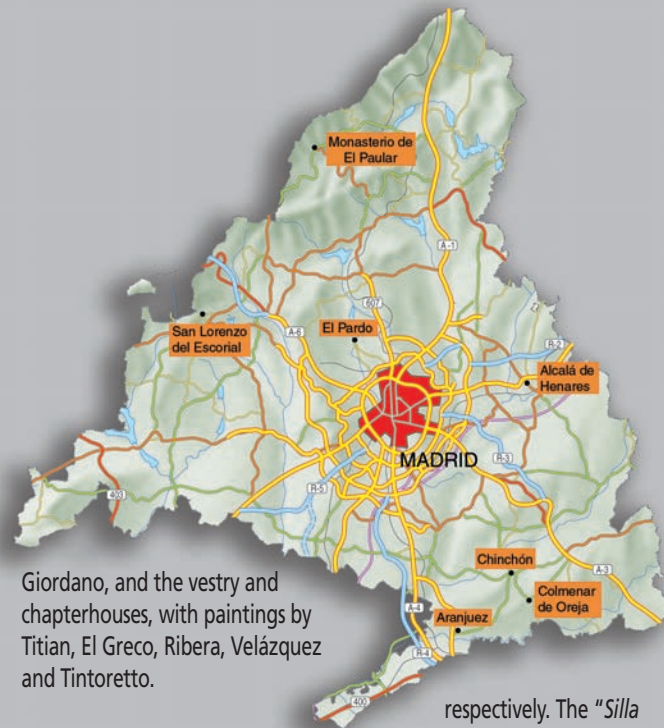 Monasterio de
El Paular
A-1
607
San Lorenzo
del Escorial
A-6
El Pardo
R-2
Alcalá de
Henares
MADRID
R-3
R-5
403
Chinchón
A-3
Colmenar
de Oreja
A-4
Aranjuez
R-4
400
Giordano, and the vestry and
chapterhouses, with paintings by
Titian, El Greco, Ribera, Velázquez
and Tintoretto.
respectively. The “Silla